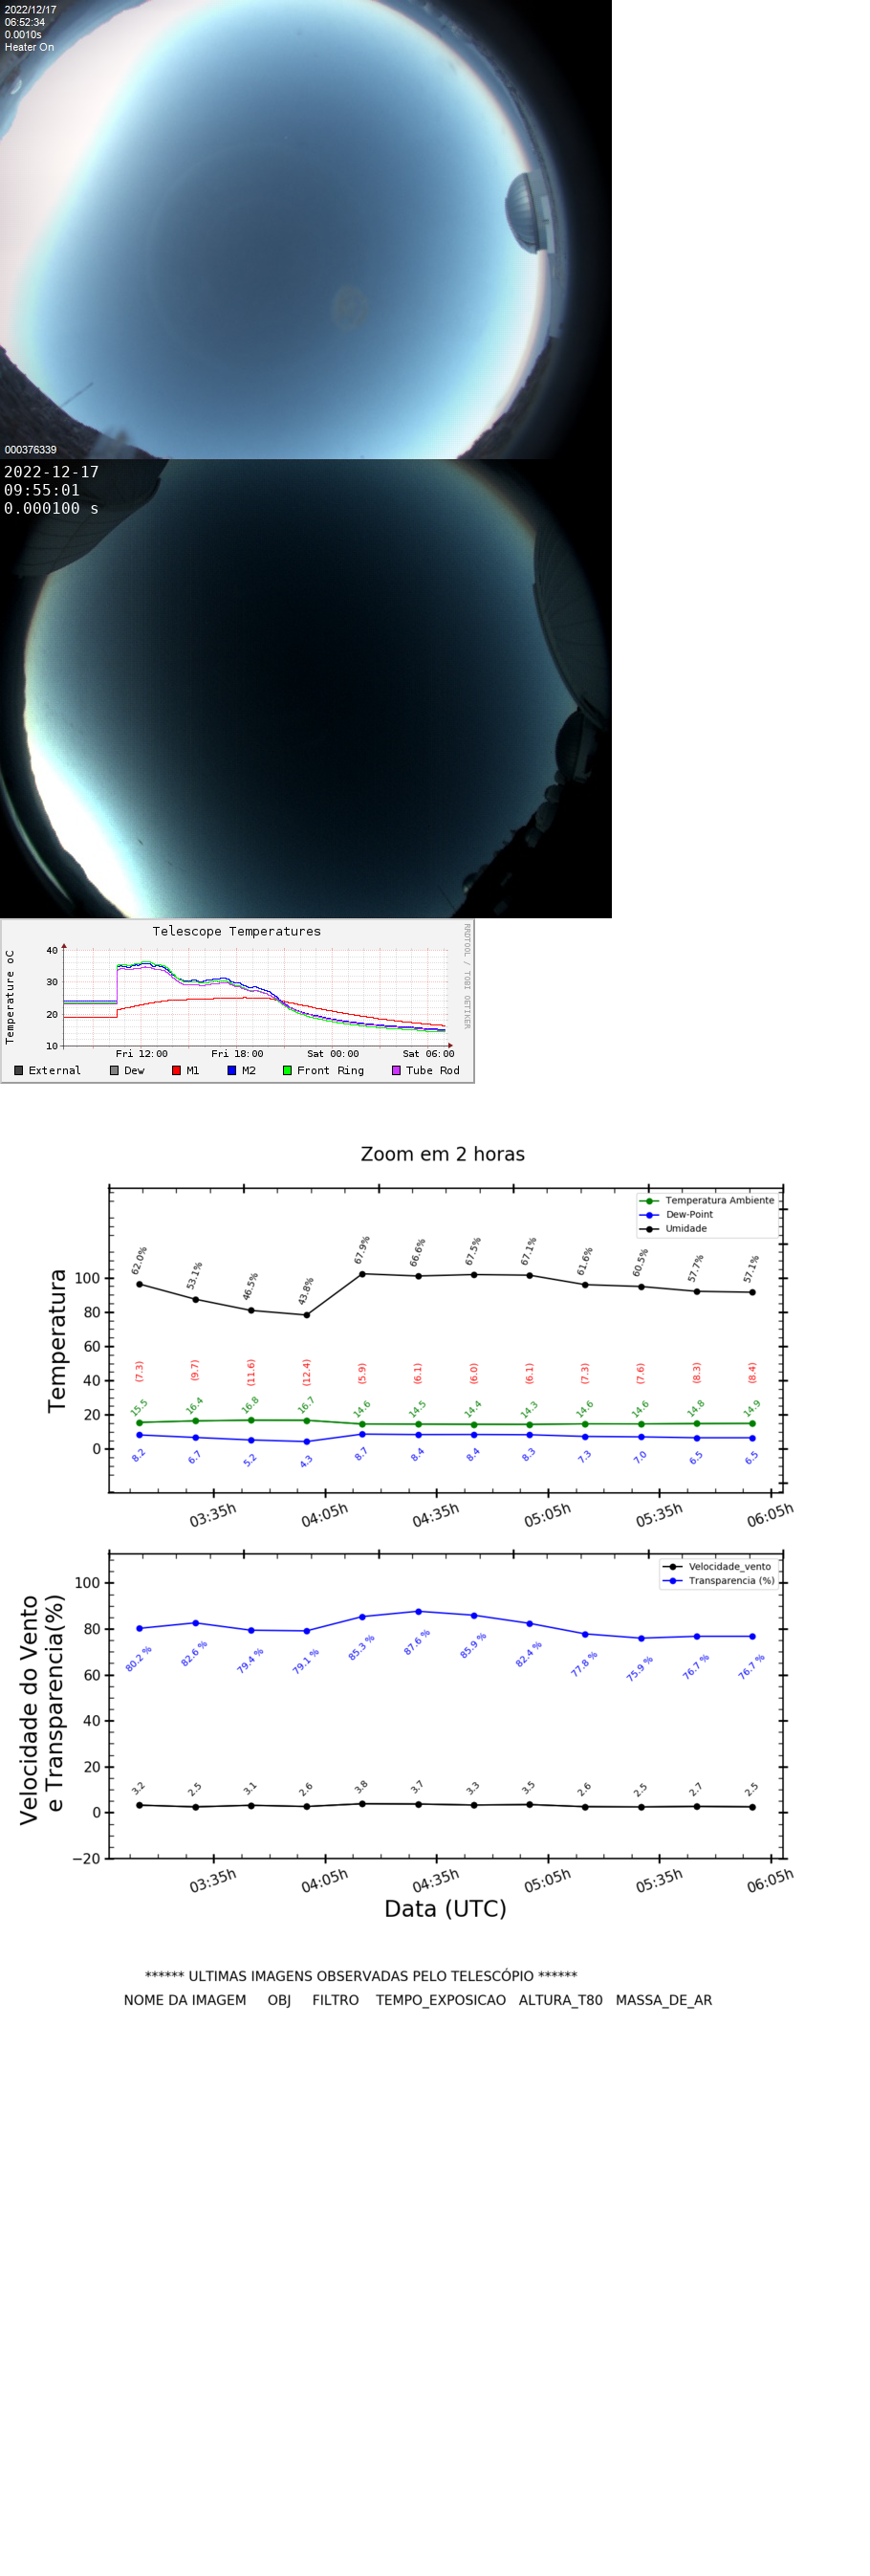 2022/12/17
06:52:34
0.0010s
Heater On
000376339
2022-12-17
09:55:01
0.000100 s
Telescope Temperatures
RRDTOOL / TOBI OETIKER
Temperature oC
40
30
20
10
Fri 12:00 Fri 18:00 Sat 00:00 Sat 06:00
External Dew M1 M2 Front Ring Tube Rod
Zoom em 2 horas
Temperatura Ambiente
Dew-Point
Umidade
Temperatura
100
80
60
40
20
0
62.0% 53.1% 46.5% 43.8% 67.9% 66.6% 67.5% 67.1% 61.6% 60.5% 57.7% 57.1%
(7.3) (9.7) (11.6) (12.4) (5.9) (6.1) (6.0) (6.1) (7.3) (7.6) (8.3) (8.4)
15.5 16.4 16.8 16.7 14.6 14.5 14.4 14.3 14.6 14.6 14.8 14.9
8.2 6.7 5.2 4.3 8.7 8.4 8.4 8.3 7.3 7.0 6.5 6.5
03:35h 04:05h 04:35h 05:05h 05:35h 06:05h
Velocidade_vento
Transparencia (%)
Velocidade do Vento
e Transparencia(%)
100
80
60
40
20
0
−20
80.2 % 82.6 % 79.4 % 79.1 % 85.3 % 87.6 % 85.9 % 82.4 % 77.8 % 75.9 % 76.7 % 76.7 %
3.2 2.5 3.1 2.6 3.8 3.7 3.3 3.5 2.6 2.5 2.7 2.5
03:35h 04:05h 04:35h 05:05h 05:35h 06:05h
Data (UTC)
****** ULTIMAS IMAGENS OBSERVADAS PELO TELESCÓPIO ******
NOME DA IMAGEM OBJ FILTRO TEMPO_EXPOSICAO ALTURA_T80 MASSA_DE_AR